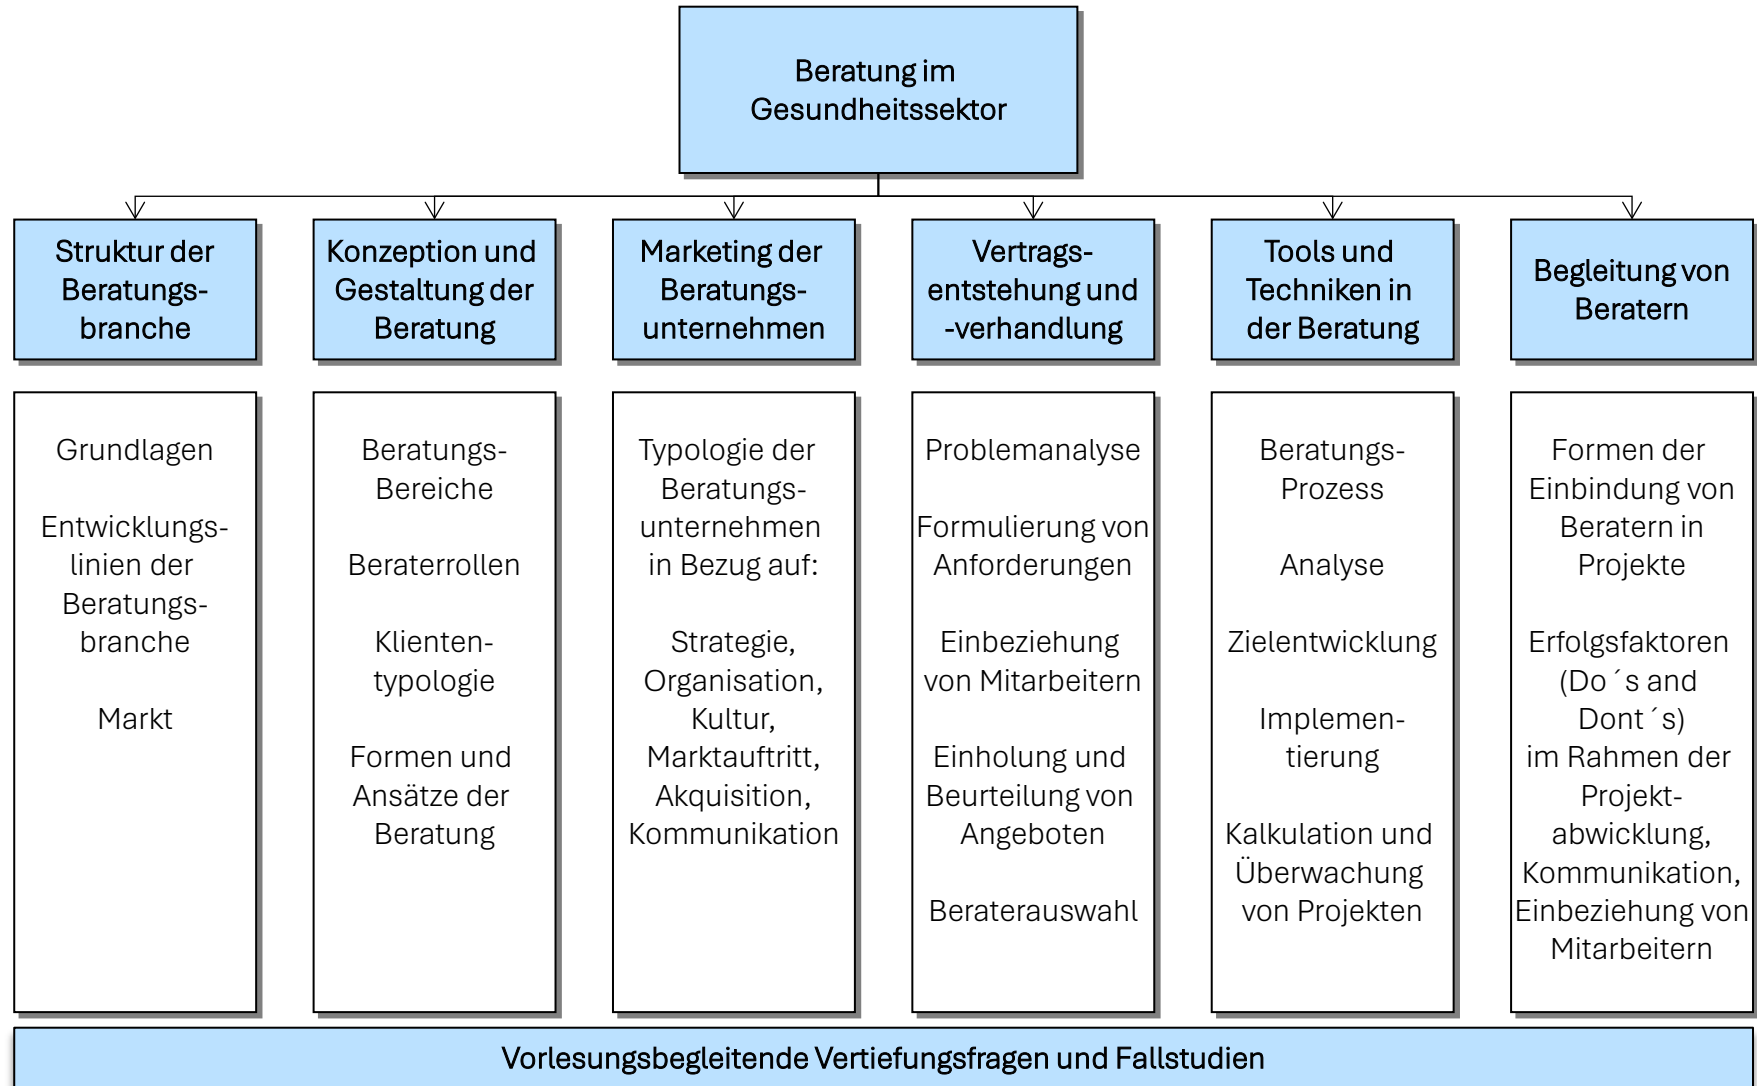 Beratung im
Gesundheitssektor
Struktur der
Beratungs-
branche
Konzeption und
Gestaltung der
Beratung
Marketing der
Beratungs-
unternehmen
Vertrags-
entstehung und
-verhandlung
Tools und
Techniken in
der Beratung
Begleitung von
Beratern
Grundlagen
Entwicklungs-
linien der
Beratungs-
branche
Markt
Beratungs-
Bereiche
Beraterrollen
Klienten-
typologie
Formen und
Ansätze der
Beratung
Typologie der
Beratungs-
unternehmen
in Bezug auf:
Strategie,
Organisation,
Kultur,
Marktauftritt,
Akquisition,
Kommunikation
Problemanalyse
Formulierung von
Anforderungen
Einbeziehung
von Mitarbeitern
Einholung und
Beurteilung von
Angeboten
Beraterauswahl
Beratungs-
Prozess
Analyse
Zielentwicklung
Implemen-
tierung
Kalkulation und
Überwachung
von Projekten
Formen der
Einbindung von
Beratern in
Projekte
Erfolgsfaktoren
(Do´s and
Dont´s)
im Rahmen der
Projekt-
abwicklung,
Kommunikation,
Einbeziehung von
Mitarbeitern
Vorlesungsbegleitende Vertiefungsfragen und Fallstudien